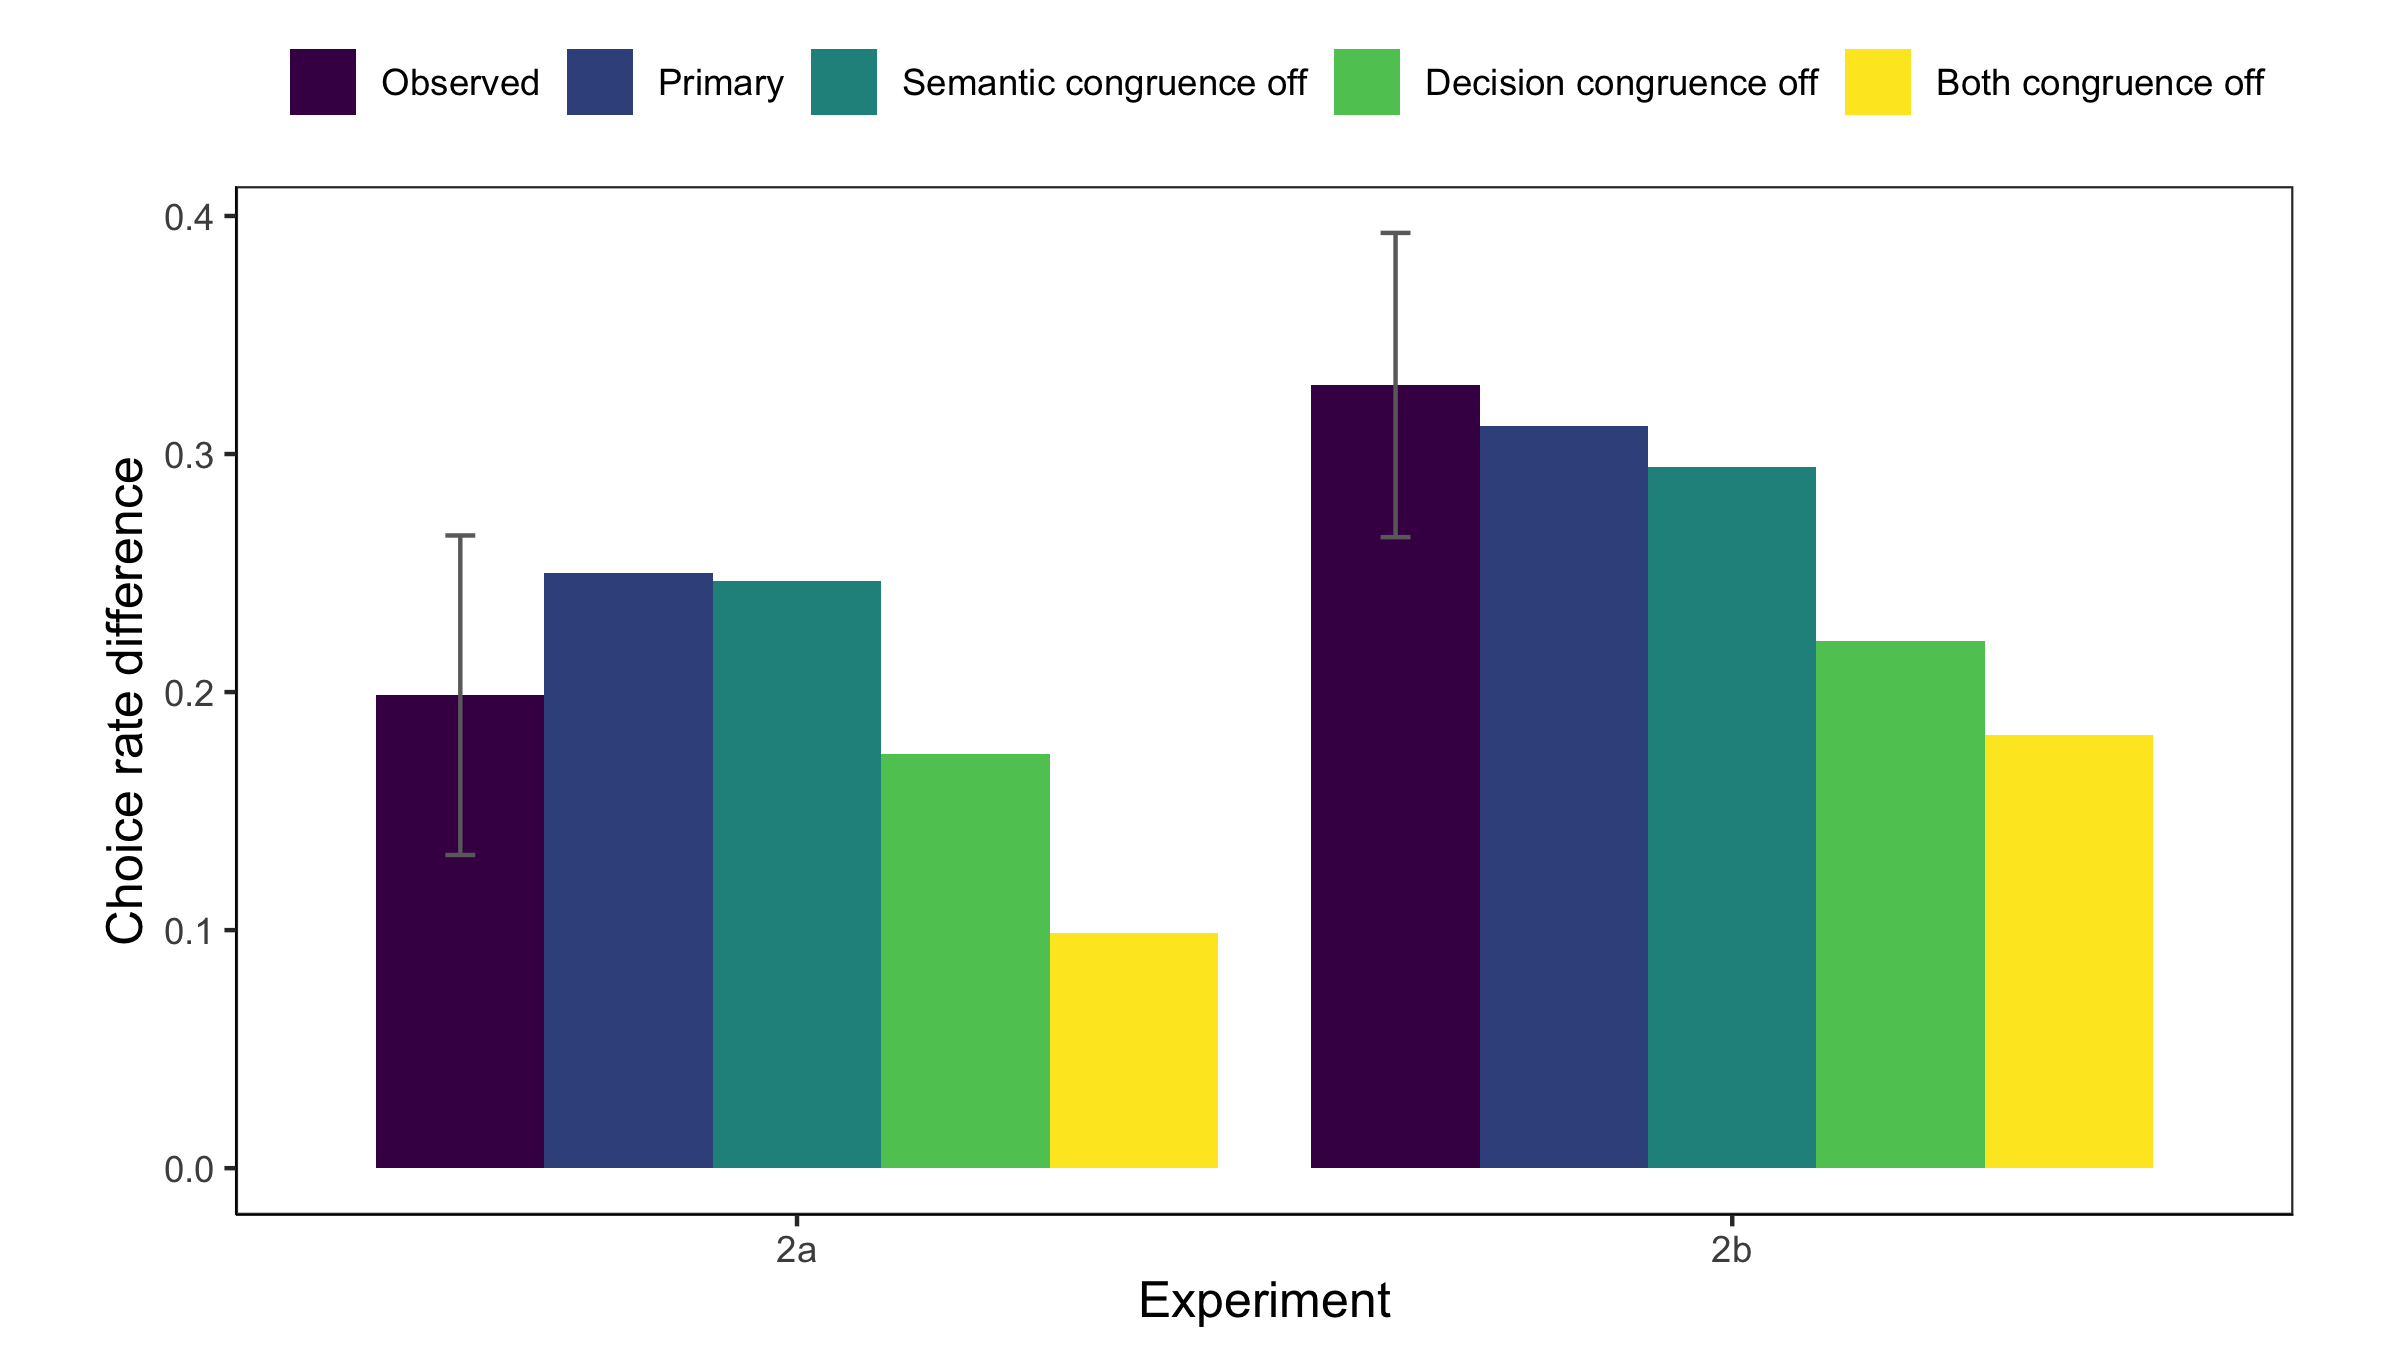 Observed Primary Semantic congruence off Decision congruence off Both congruence off
Choice rate difference
0.4
0.3
0.2
0.1
0.0
2a 2b
Experiment